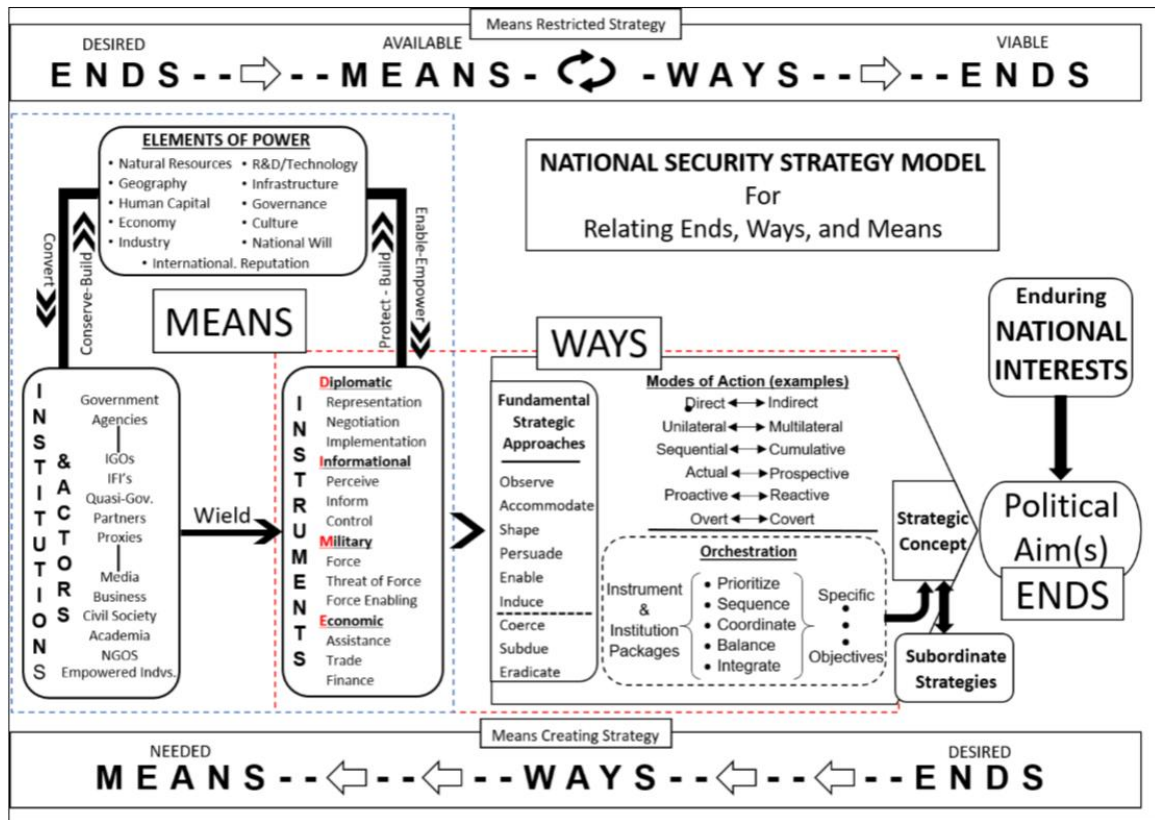 Means Restricted Strategy
DESIRED
AVAILABLE
VIABLE
ENDS -- -- MEANS - - WAYS -- -- ENDS
ELEMENTS OF POWER
• Natural Resources
• Geography
• Human Capital
• Economy
• Industry
• R&D/Technology
• Infrastructure
• Governance
• Culture
• National Will
• International. Reputation
Convert
Conserve-Build
Protect - Build
Enable-Empower
MEANS
NATIONAL SECURITY STRATEGY MODEL
For
Relating Ends, Ways, and Means
INSTITUTIONS
& ACTORS
Government
Agencies
IGOs
IFI's
Quasi-Gov.
Partners
Proxies
Media
Business
Civil Society
Academia
NGOS
Empowered Indvs.
Wield
INSTRUMENTS
Diplomatic
Representation
Negotiation
Implementation
Informational
Perceive
Inform
Control
Military
Force
Threat of Force
Force Enabling
Economic
Assistance
Trade
Finance
WAYS
Fundamental
Strategic
Approaches
Observe
Accommodate
Shape
Persuade
Enable
Induce
Coerce
Subdue
Eradicate
Modes of Action (examples)
Direct Indirect
Unilateral Multilateral
Sequential Cumulative
Actual Prospective
Proactive Reactive
Overt Covert
Orchestration
Instrument
&
Institution
Packages
• Prioritize
• Sequence
• Coordinate
• Balance
• Integrate
Specific
Objectives
Strategic
Concept
Subordinate
Strategies
Enduring
NATIONAL
INTERESTS
Political
Aim(s)
ENDS
Means Creating Strategy
NEEDED
DESIRED
MEANS -- -- -- WAYS -- -- -- ENDS